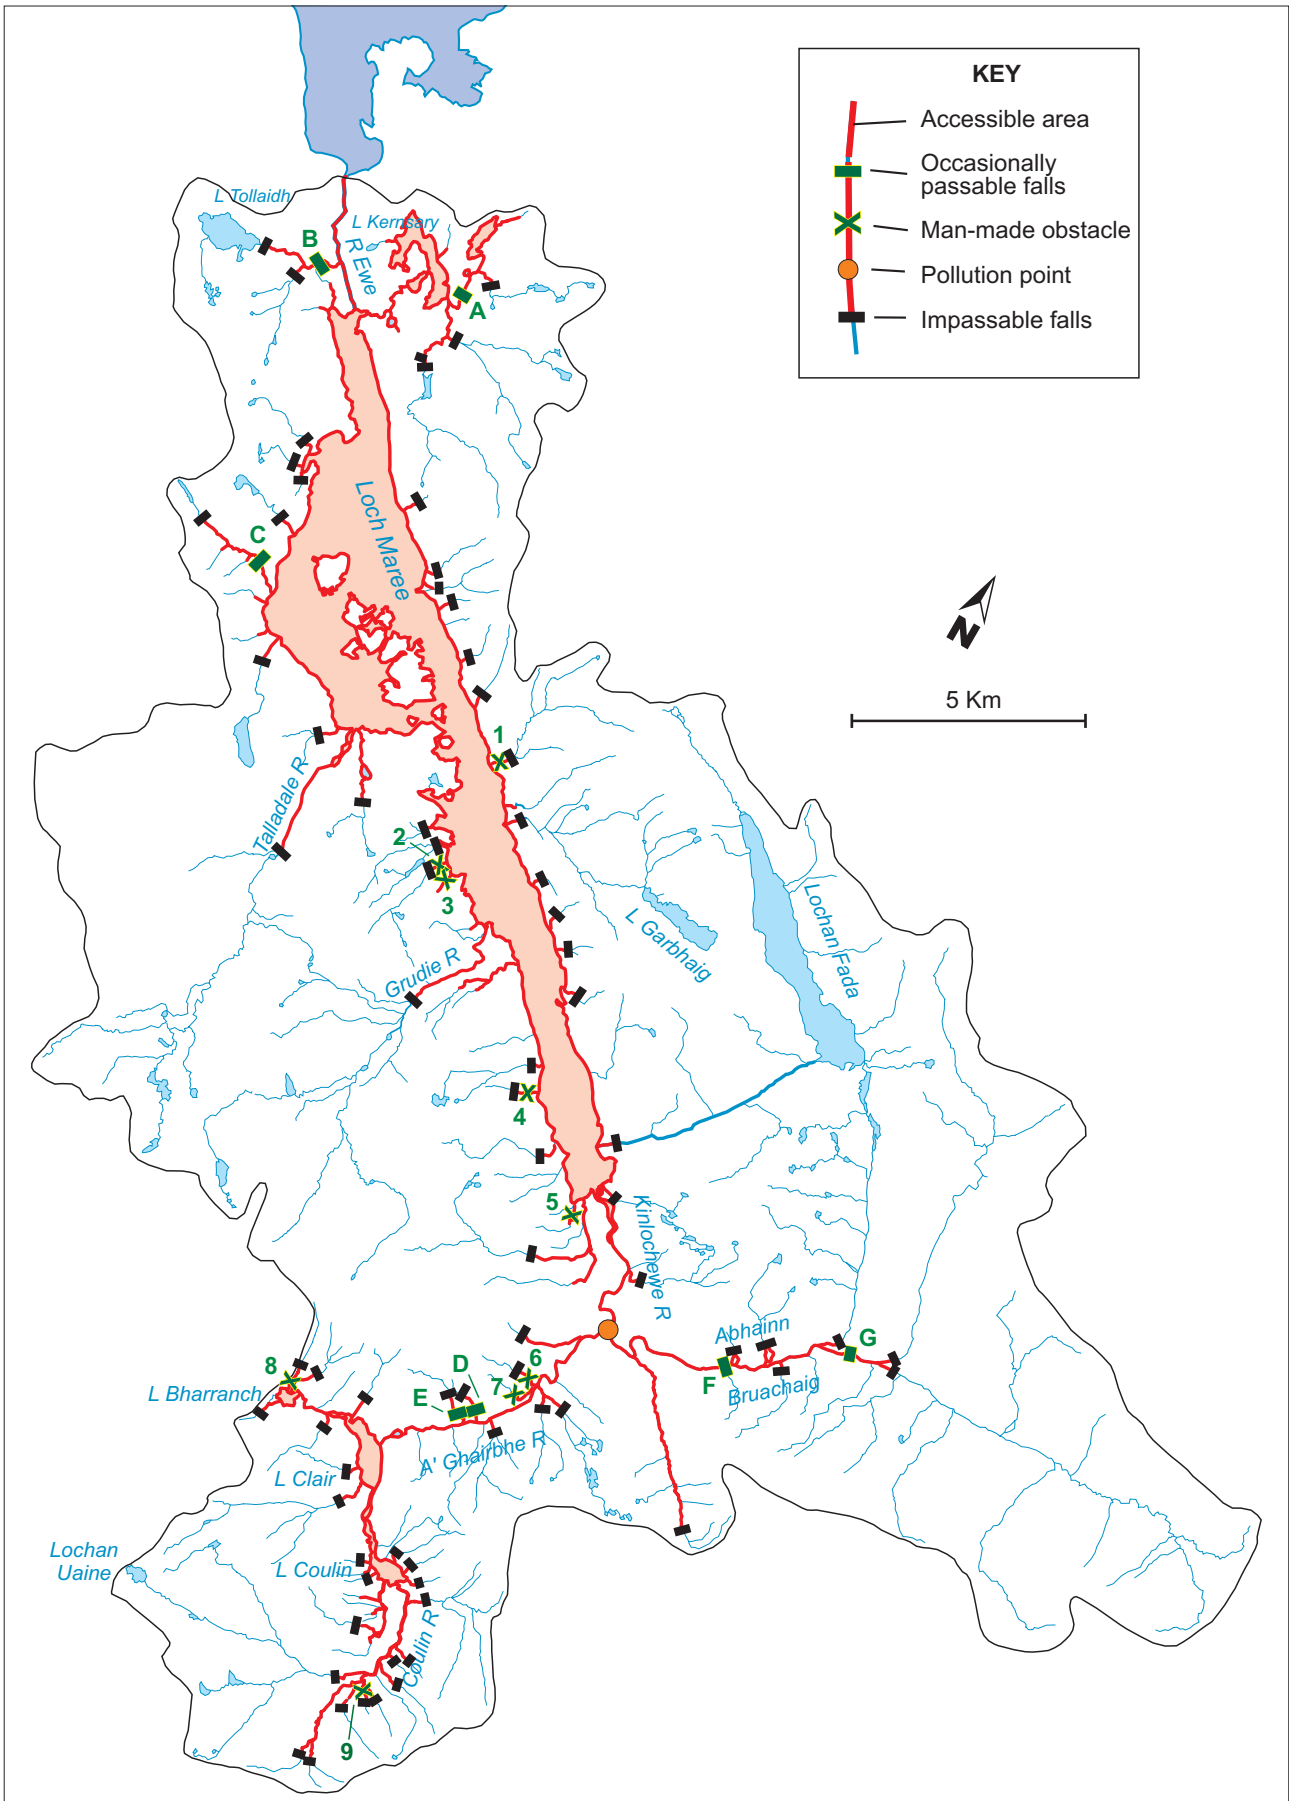 KEY
Accessible area
Occasionally
passable falls
Man-made obstacle
Pollution point
Impassable falls
L Tollaidh
L Kernsary
B
R Ewe
A
C
Loch Maree
N
5 Km
1
Talladale R
2
3
L Garbhaig
Lochan Fada
Grudie R
4
5
Kinlochewe R
Abhainn
G
F
Bruachaig
8
D
6
E
7
L Bharranch
A' Ghairbhe R
L Clair
Lochan
Uaine
L Coulin
Coulin R
9